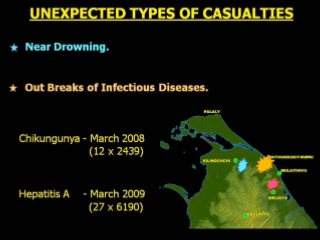 UNEXPECTED TYPES OF CASUALTIES
★ Near Drowning.
★ Out Breaks of Infectious Diseases.
Chikungunya - March 2008
(12 x 2439)
Hepatitis A - March 2009
(27 x 6190)
PALALY
KILINOCHCHI
MULLAITIVU